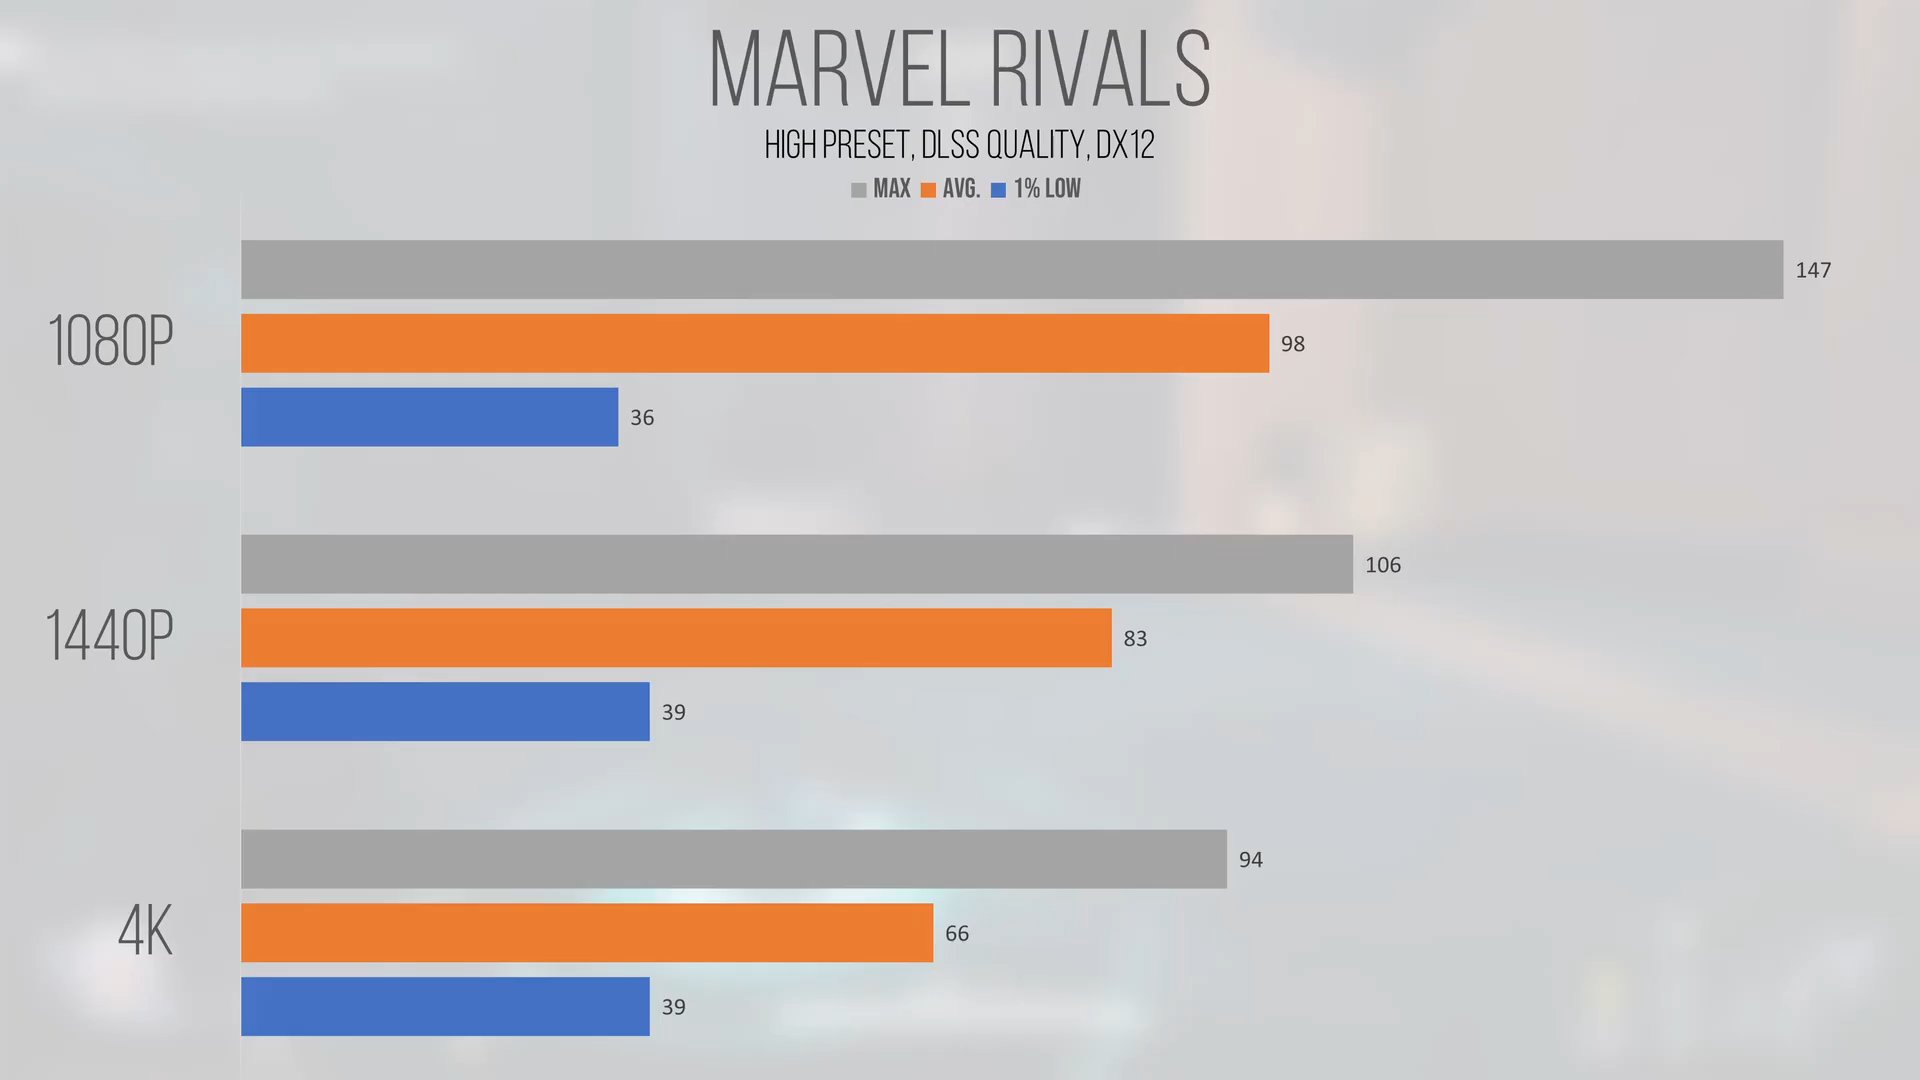 MARVEL RIVALS
HIGH PRESET, DLSS QUALITY, DX12
MAX AVG. 1% LOW
147
1080P 98
36
106
1440P 83
39
94
4K 66
39